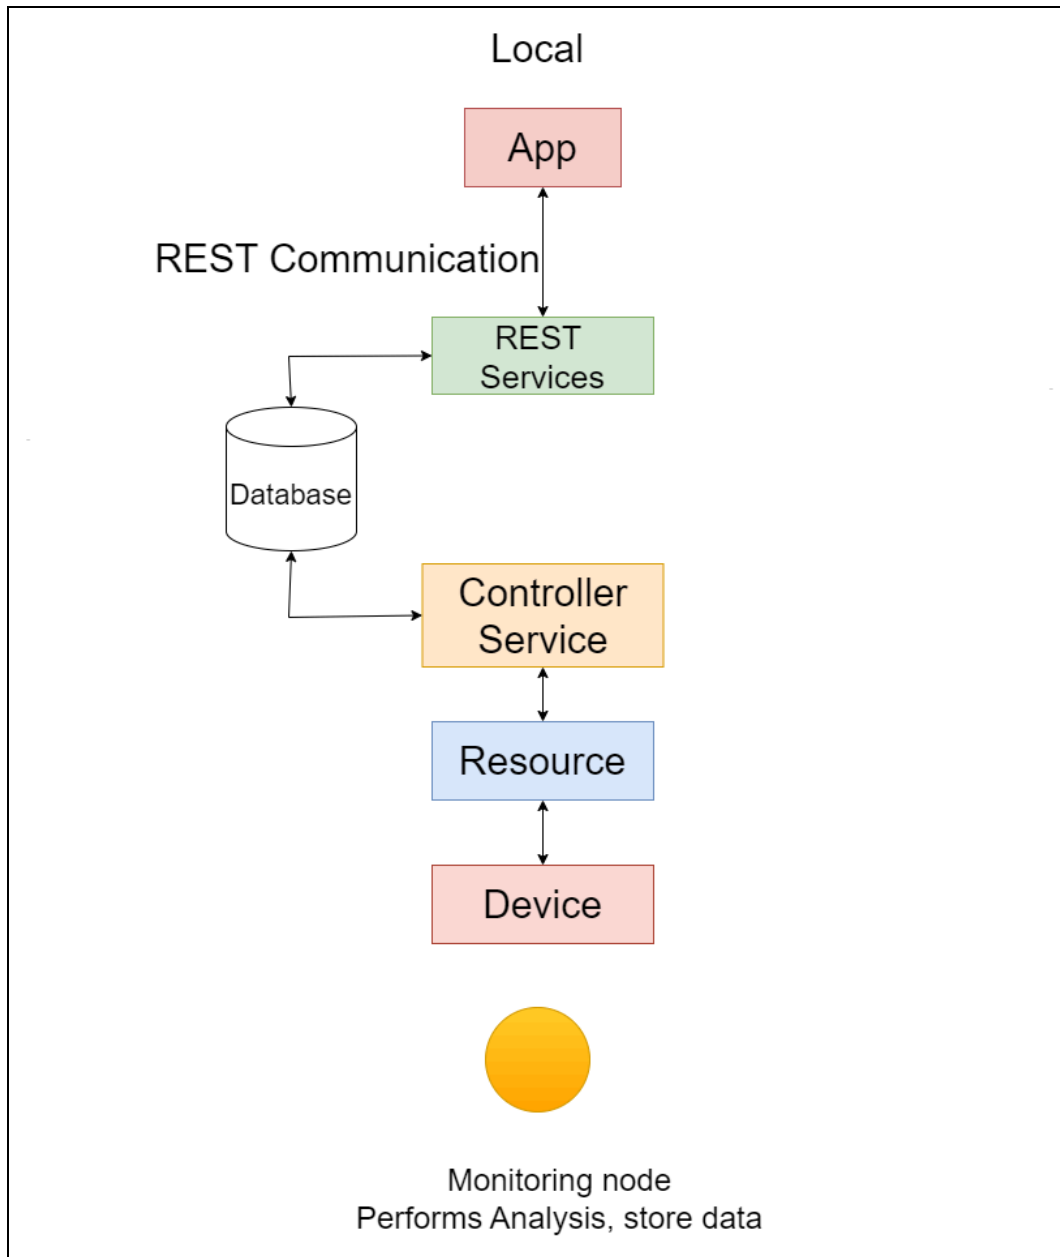 Local
App
REST Communication
REST
Services
Database
Controller
Service
Resource
Device
Monitoring node
Performs Analysis, store data